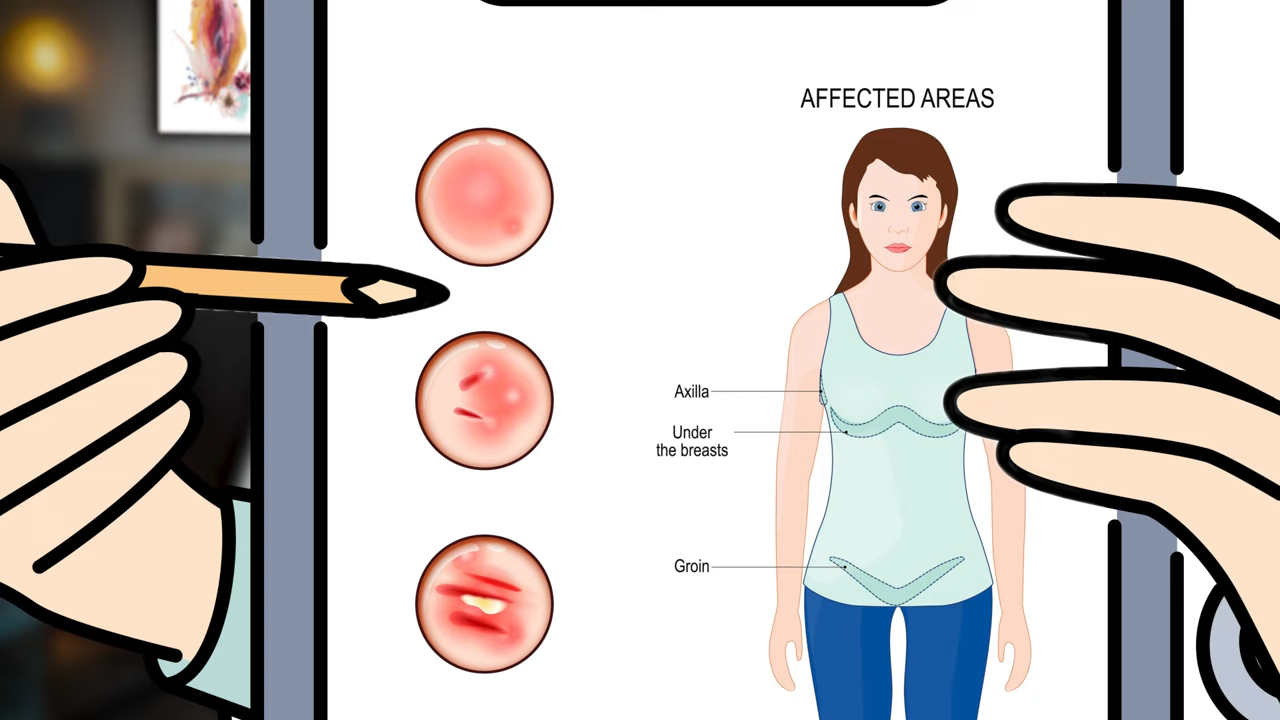 AFFECTED AREAS
Axilla
Under
the breasts
Groin